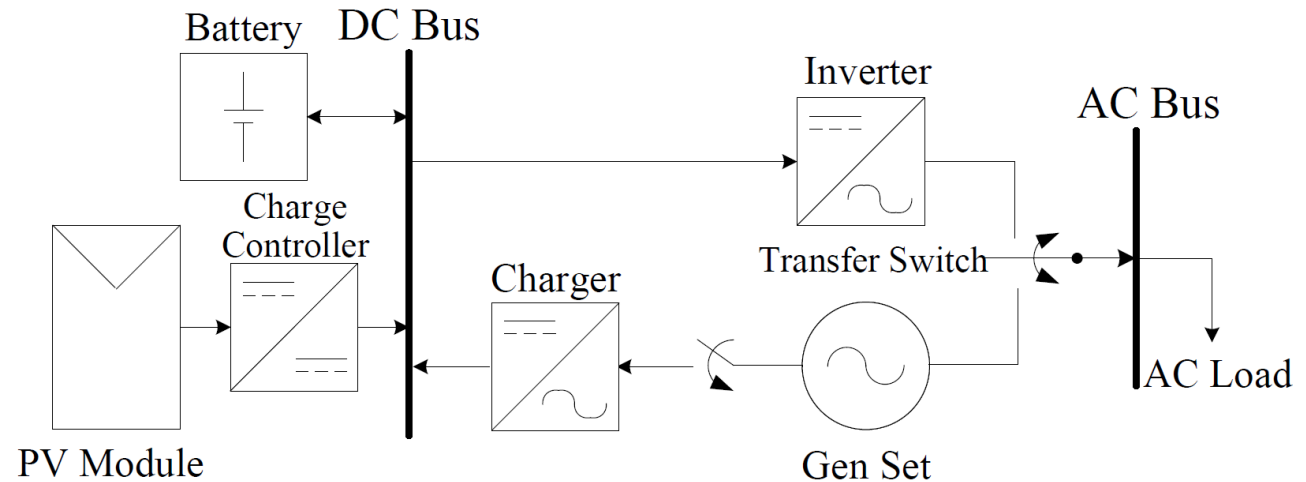 Battery
DC Bus
Inverter
AC Bus
Charge
Controller
Transfer Switch
Charger
AC Load
PV Module
Gen Set